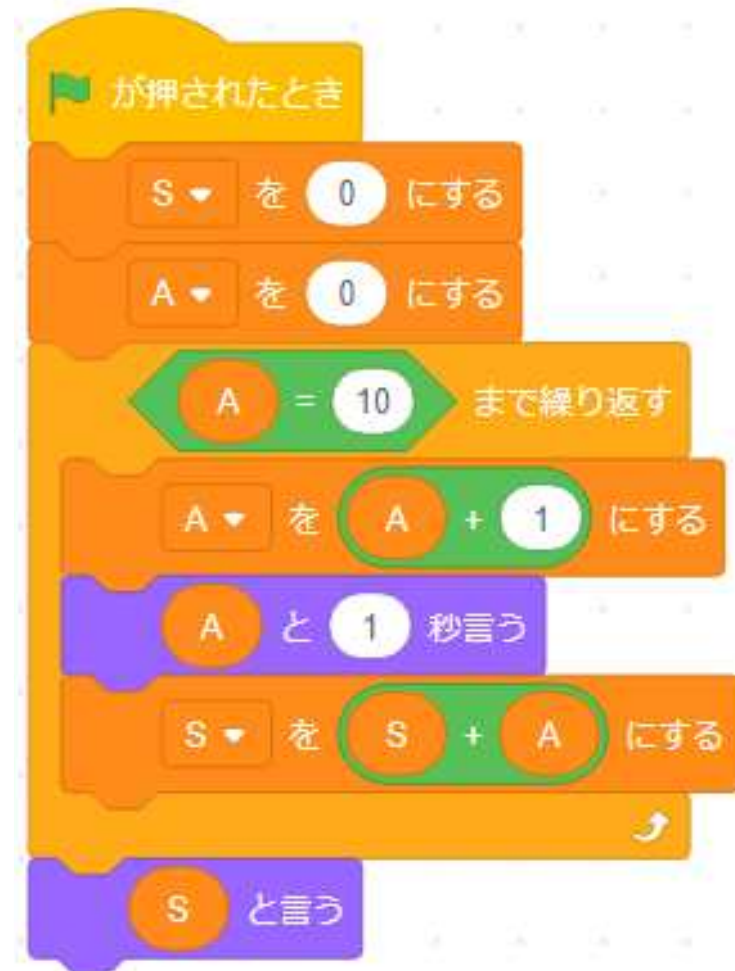 が押されたとき
S を 0 にする
A を 0 にする
A = 10 まで繰り返す
A を A + 1 にする
A と 1 秒言う
S を S + A にする
S と言う